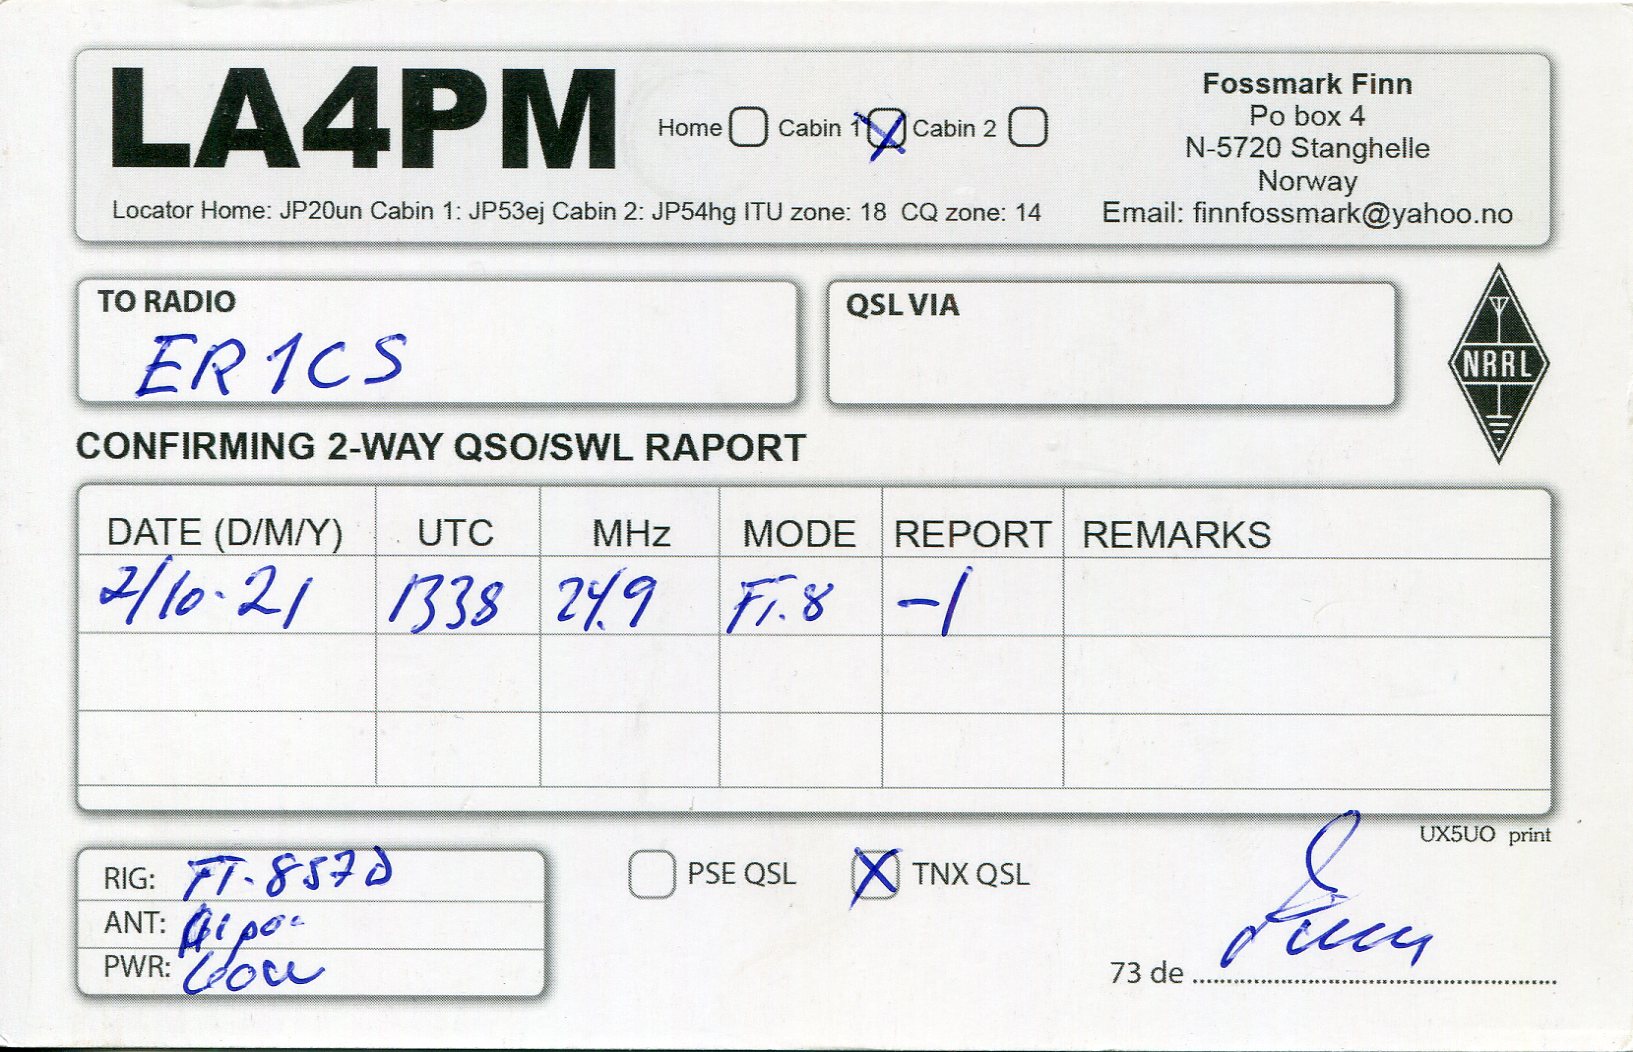 LA4PM
Home Cabin 1 X Cabin 2
Locator Home: JP20un Cabin 1: JP53ej Cabin 2: JP54hg ITU zone: 18 CQ zone: 14
Fossmark Finn
Po box 4
N-5720 Stanghelle
Norway
Email: finnfossmark@yahoo.no
TO RADIO
ER1CS
QSL VIA
NRRL
CONFIRMING 2-WAY QSO/SWL RAPORT
DATE (D/M/Y) UTC MHz MODE REPORT REMARKS
2/10-21 1338 24.9 FT.8 -1
UX5UO print
RIG: FT-857D
ANT:
PWR:
PSE QSL X TNX QSL
73 de Finn